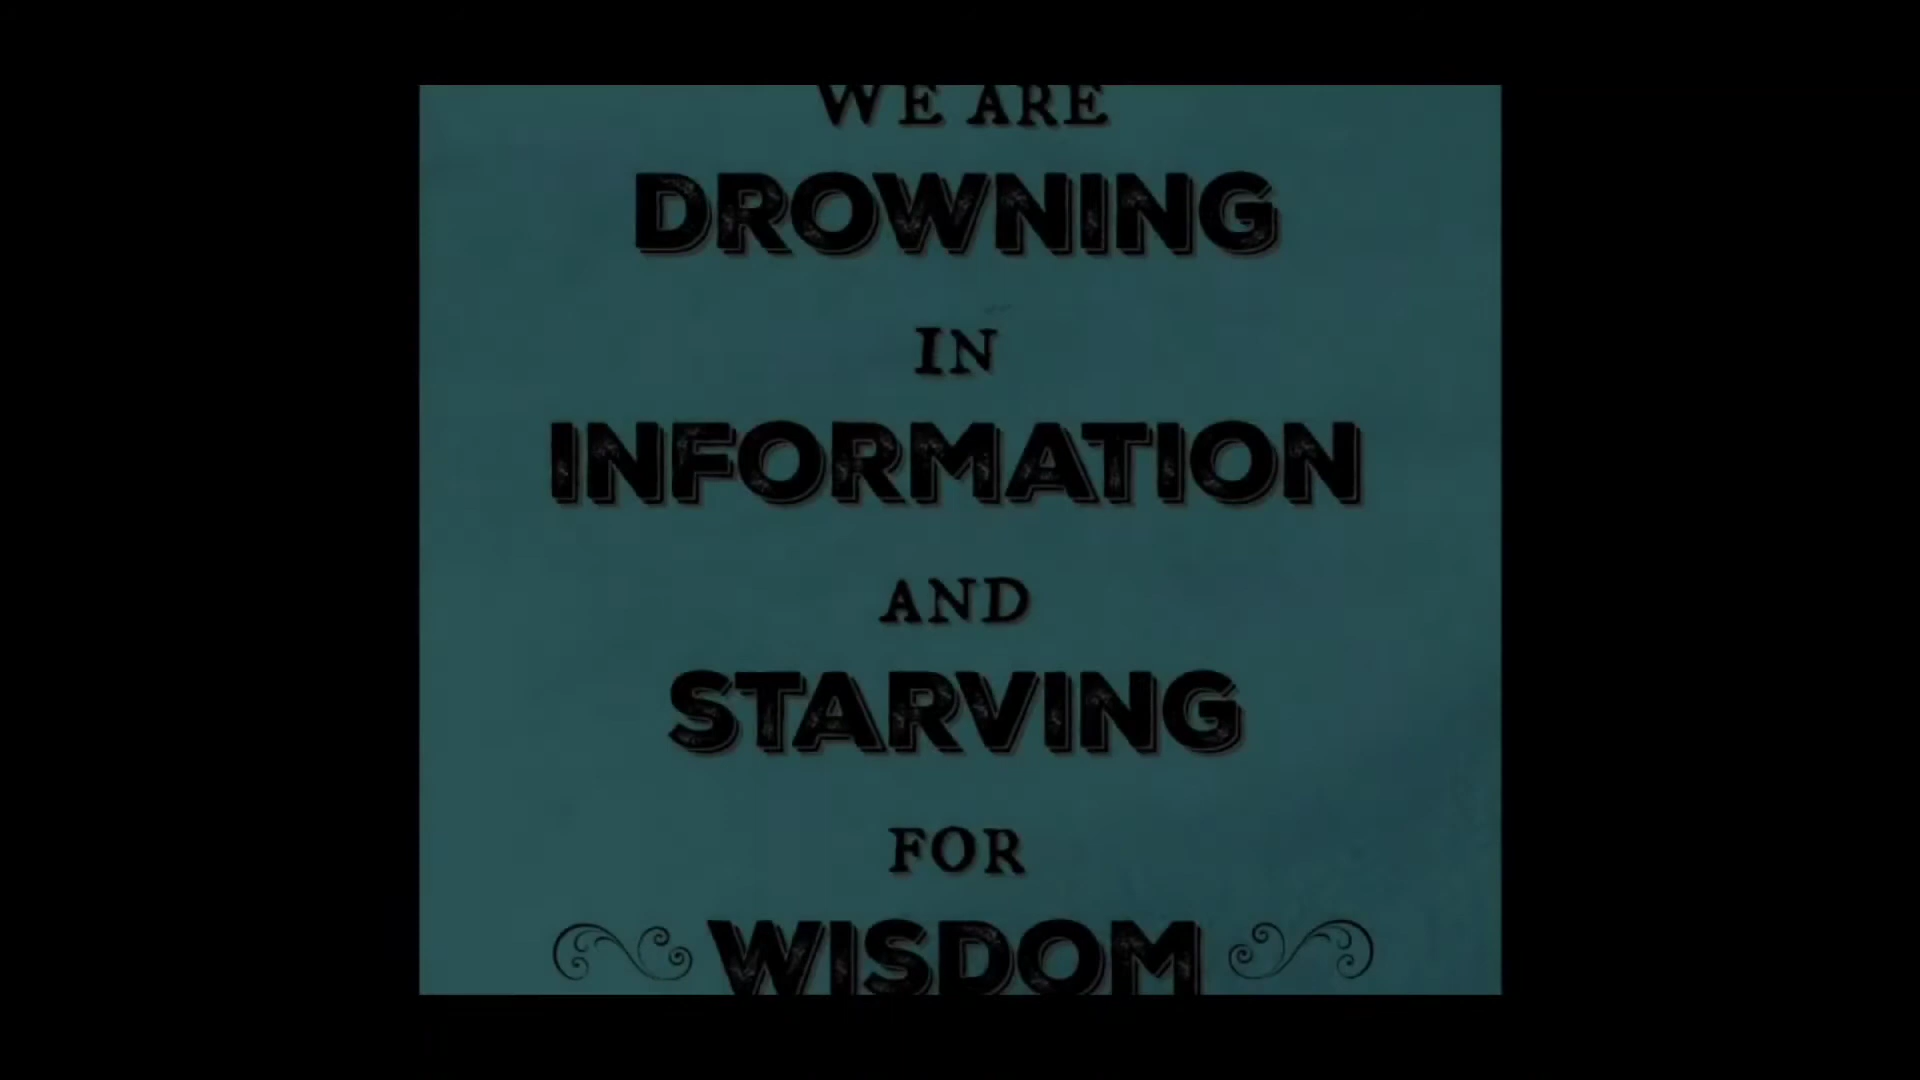 WE ARE
DROWNING
IN
INFORMATION
AND
STARVING
FOR
WISDOM